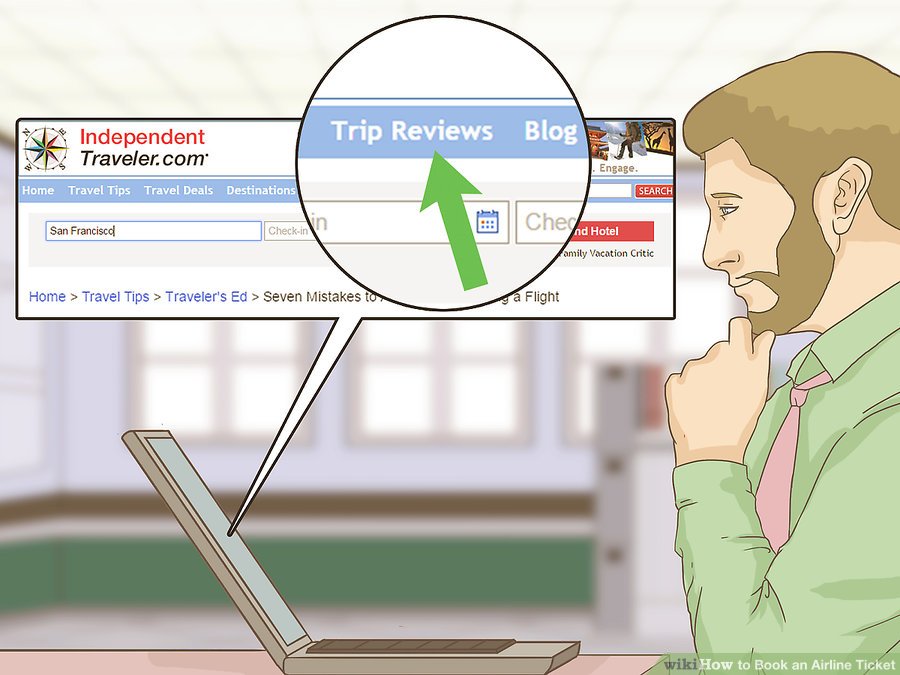 Trip Reviews Blog
Independent
Traveler.com
. Engage.
Home Travel Tips Travel Deals Destinations
SEARCH
San Francisco
Check-in
in
Chec
nd Hotel
Family Vacation Critic
Home > Travel Tips > Traveler's Ed > Seven Mistakes to A
g a Flight
wikiHow to Book an Airline Ticket